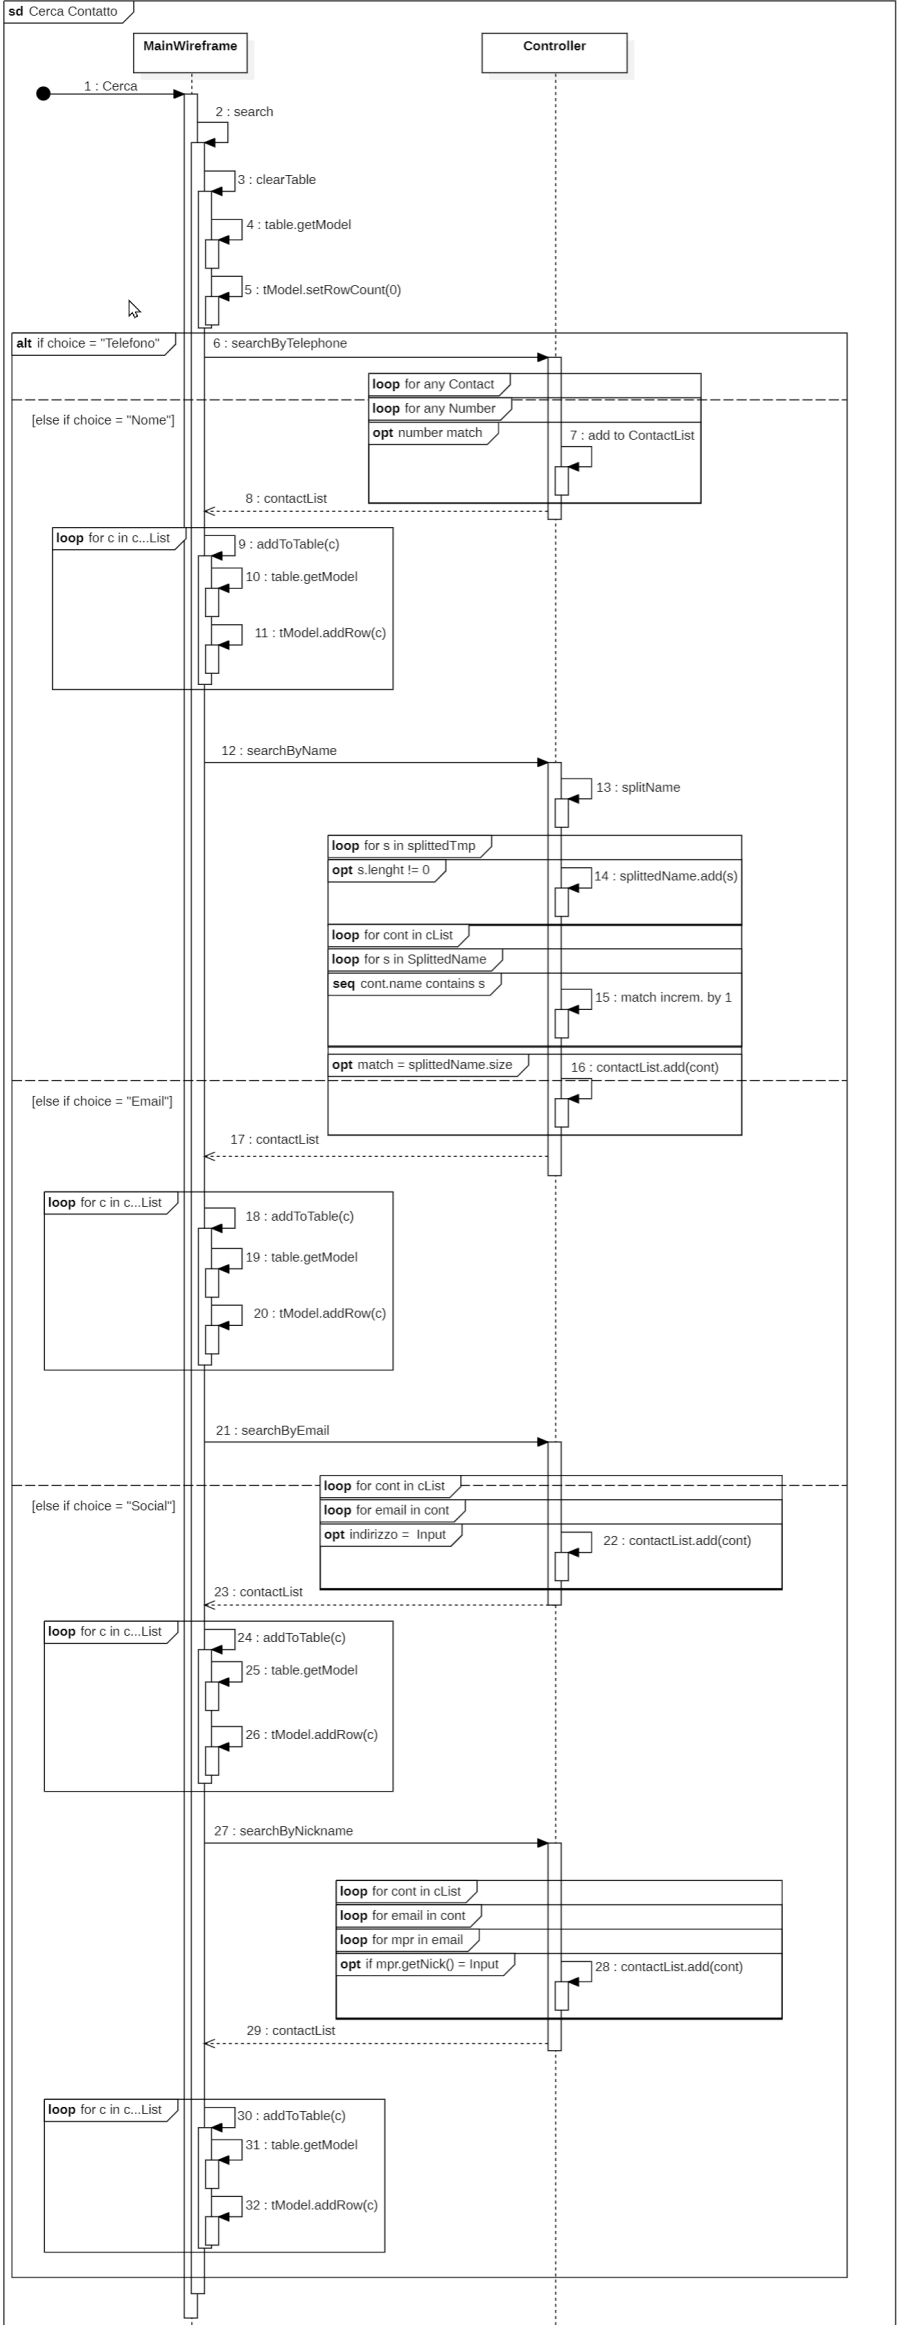 sd Cerca Contatto
MainWireframe
Controller
1 : Cerca
2 : search
3 : clearTable
4 : table.getModel
5 : tModel.setRowCount(0)
alt if choice = "Telefono"
6 : searchByTelephone
loop for any Contact
[else if choice = "Nome"]
loop for any Number
opt number match
7 : add to ContactList
8 : contactList
loop for c in c...List
9 : addToTable(c)
10 : table.getModel
11 : tModel.addRow(c)
12 : searchByName
13 : splitName
loop for s in splittedTmp
opt s.lenght != 0
14 : splittedName.add(s)
loop for cont in cList
loop for s in SplittedName
seq cont.name contains s
15 : match increm. by 1
opt match = splittedName.size
16 : contactList.add(cont)
[else if choice = "Email"]
17 : contactList
loop for c in c...List
18 : addToTable(c)
19 : table.getModel
20 : tModel.addRow(c)
21 : searchByEmail
loop for cont in cList
[else if choice = "Social"]
loop for email in cont
opt indirizzo = Input
22 : contactList.add(cont)
23 : contactList
loop for c in c...List
24 : addToTable(c)
25 : table.getModel
26 : tModel.addRow(c)
27 : searchByNickname
loop for cont in cList
loop for email in cont
loop for mpr in email
opt if mpr.getNick() = Input
28 : contactList.add(cont)
29 : contactList
loop for c in c...List
30 : addToTable(c)
31 : table.getModel
32 : tModel.addRow(c)